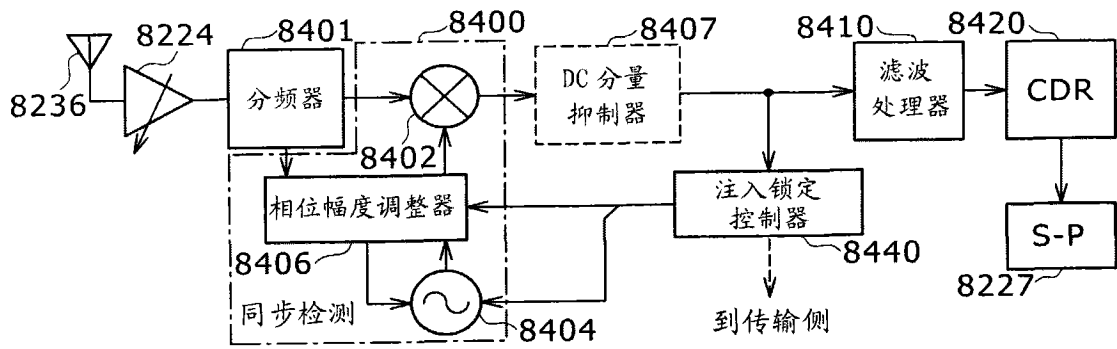 8236
8224
8401
8400
8407
8410
8420
分频器
DC 分量
抑制器
滤波
处理器
CDR
8402
相位幅度调整器
注入锁定
控制器
S-P
8406
8440
8227
同步检测
8404
到传输侧